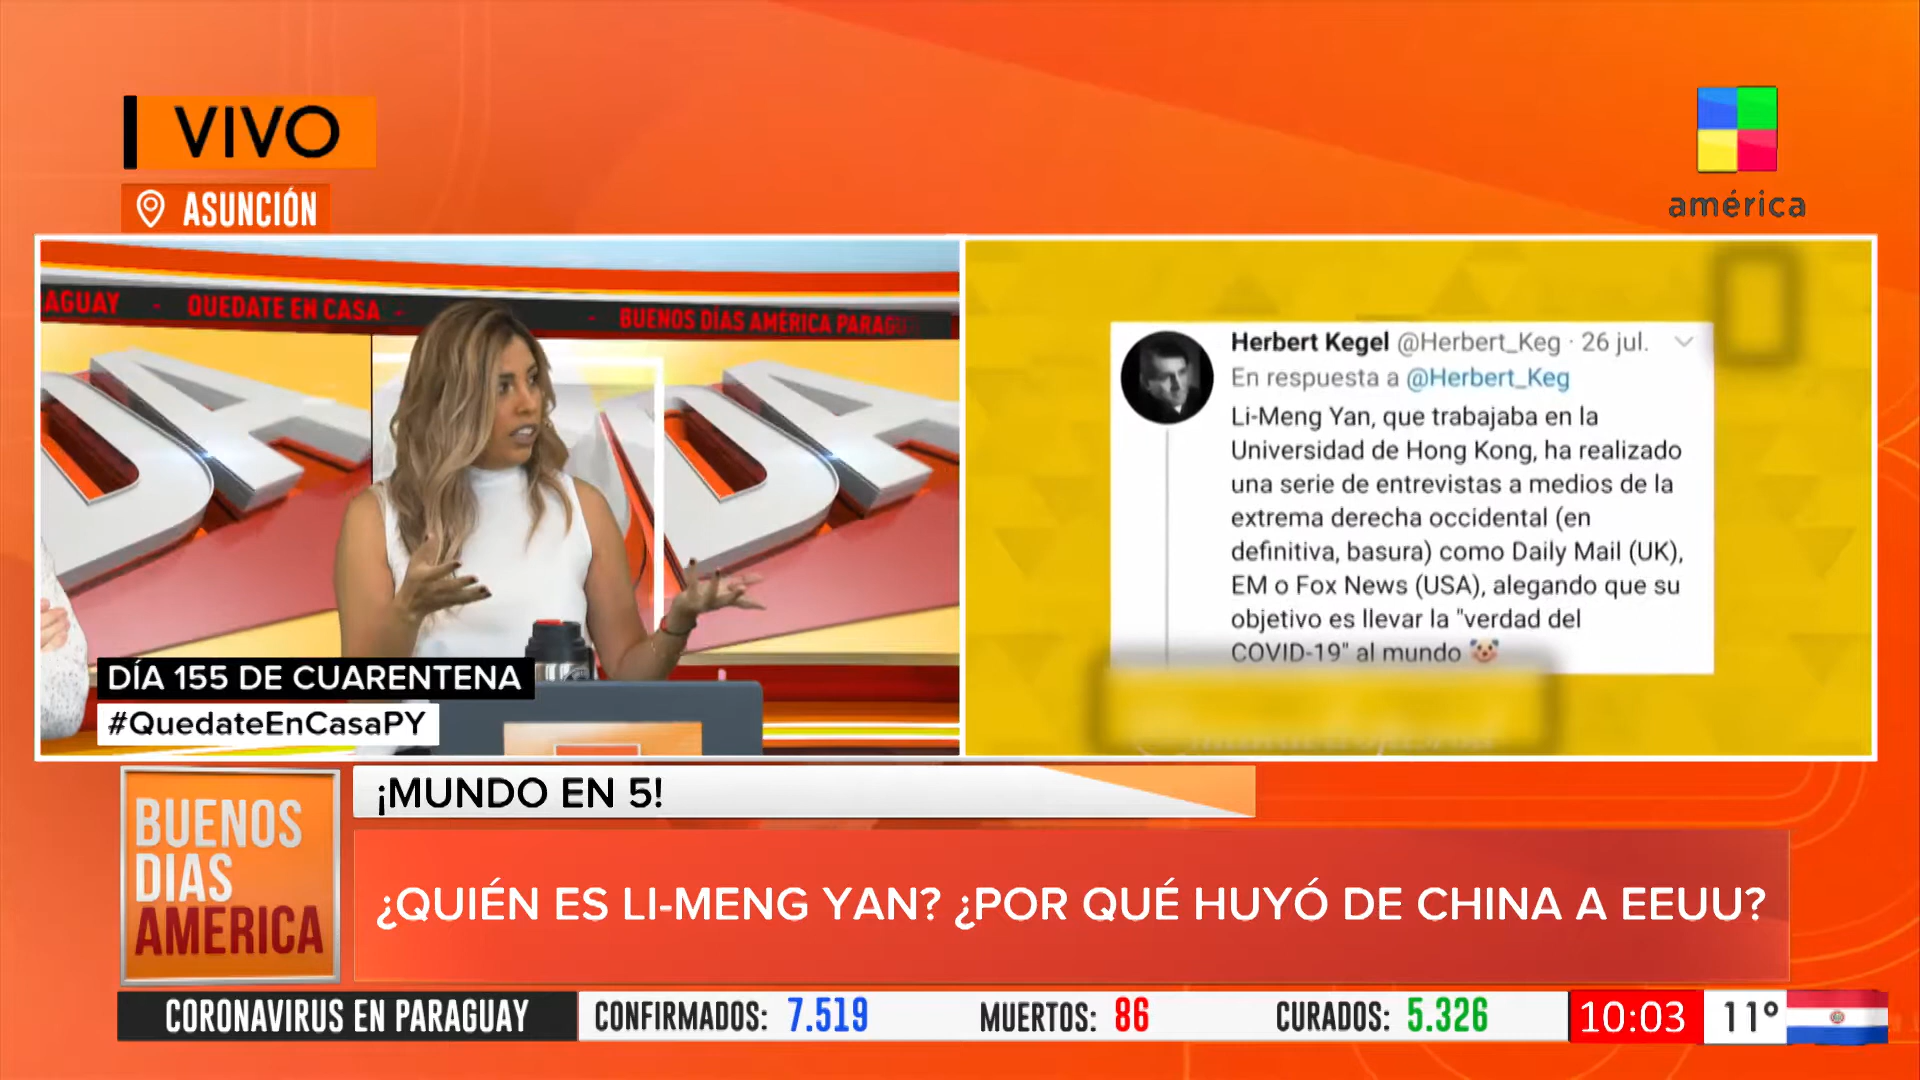 VIVO
ASUNCIÓN
américa
AGUAY - QUEDATE EN CASA - - BUENOS DÍAS AMÉRICA PARAGUA
DA
DA
Herbert Kegel @Herbert_Keg · 26 jul.
En respuesta a @Herbert_Keg
Li-Meng Yan, que trabajaba en la
Universidad de Hong Kong, ha realizado
una serie de entrevistas a medios de la
extrema derecha occidental (en
definitiva, basura) como Daily Mail (UK),
EM o Fox News (USA), alegando que su
objetivo es llevar la "verdad del
COVID-19" al mundo 🤡
DÍA 155 DE CUARENTENA
#QuedateEnCasaPY
BUENOS
DIAS
AMERICA
¡MUNDO EN 5!
¿QUIÉN ES LI-MENG YAN? ¿POR QUÉ HUYÓ DE CHINA A EEUU?
CORONAVIRUS EN PARAGUAY CONFIRMADOS: 7.519 MUERTOS: 86 CURADOS: 5.326 10:03 11º